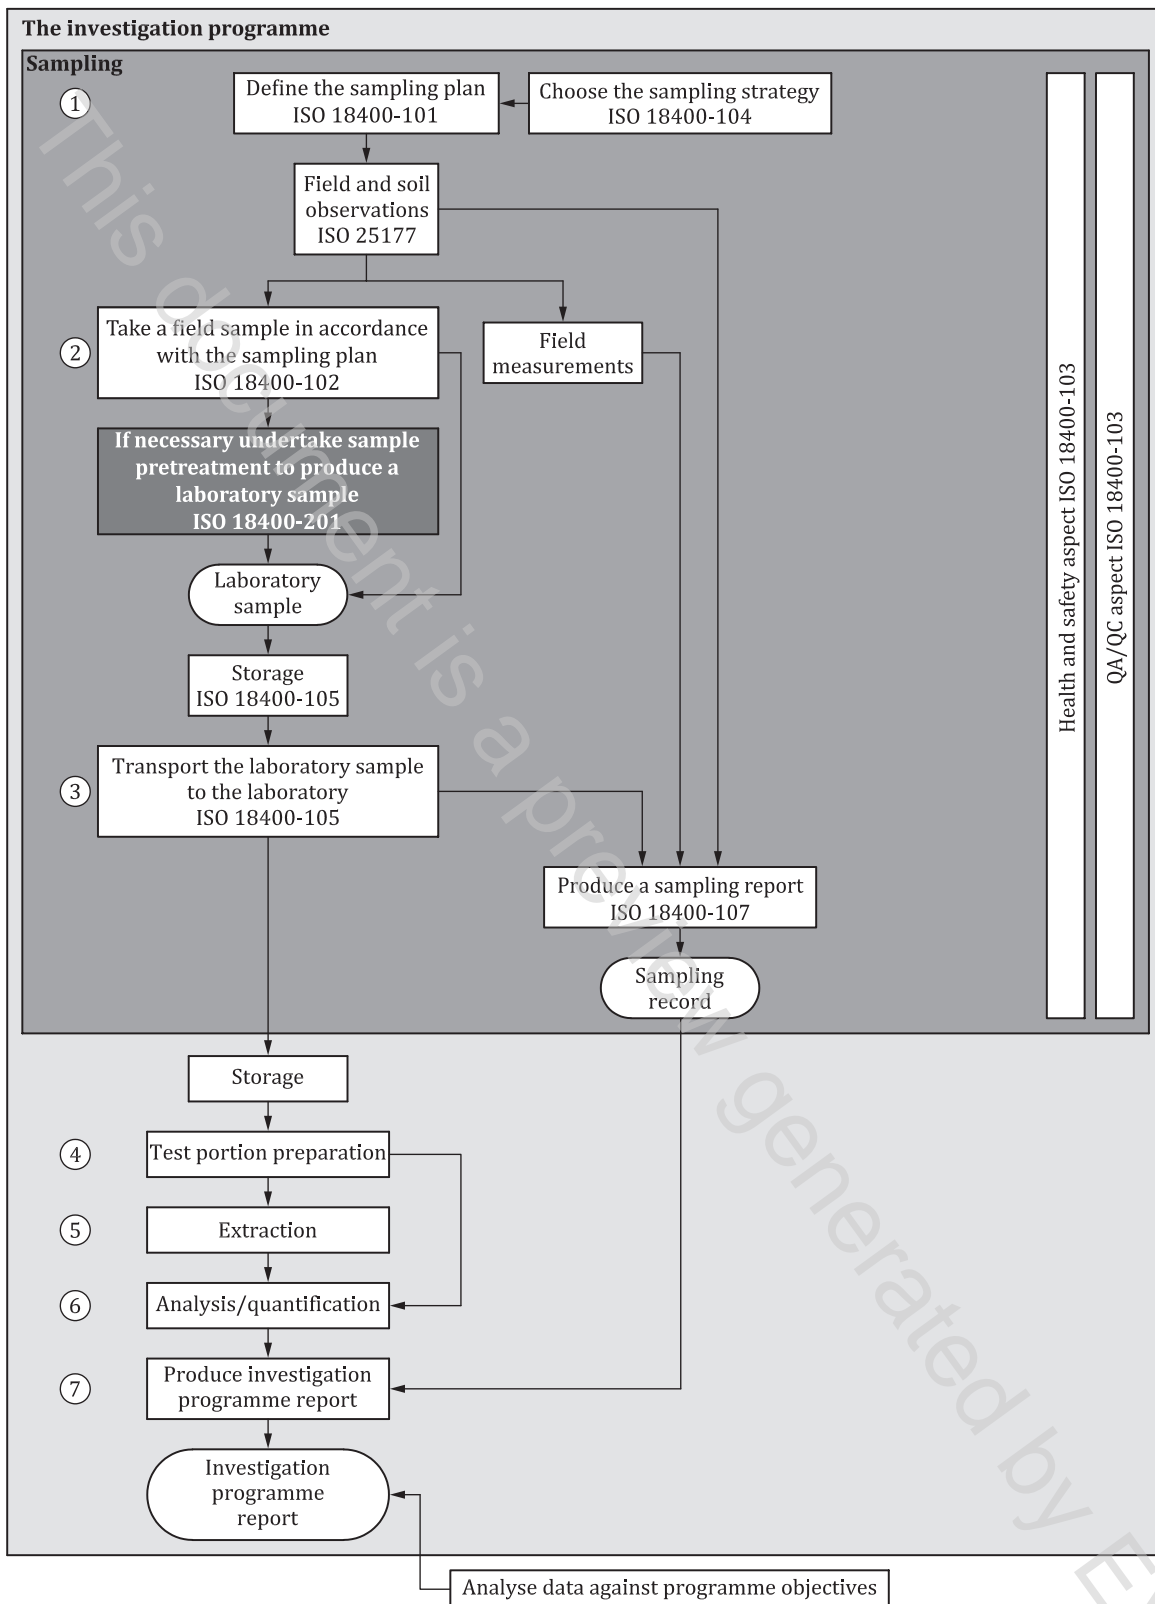 The investigation programme
Sampling
1
Define the sampling plan
ISO 18400-101
Choose the sampling strategy
ISO 18400-104
Field and soil
observations
ISO 25177
2
Take a field sample in accordance
with the sampling plan
ISO 18400-102
Field
measurements
If necessary undertake sample
pretreatment to produce a
laboratory sample
ISO 18400-201
Laboratory
sample
Storage
ISO 18400-105
3
Transport the laboratory sample
to the laboratory
ISO 18400-105
Produce a sampling report
ISO 18400-107
Sampling
record
Health and safety aspect ISO 18400-103
QA/QC aspect ISO 18400-103
Storage
4
Test portion preparation
5
Extraction
6
Analysis/quantification
7
Produce investigation
programme report
Investigation
programme
report
Analyse data against programme objectives
This document is a preview generated by